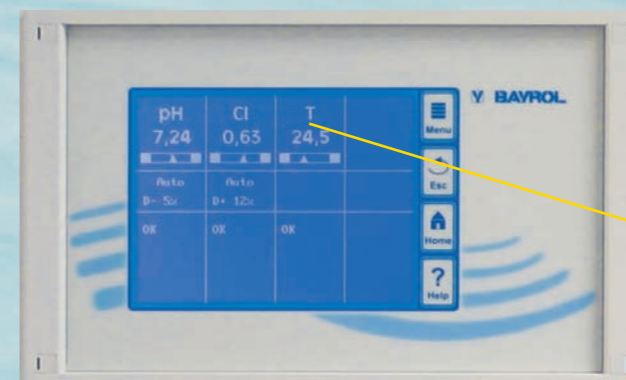 BAYROL
pH Cl T
7,24 0,63 24,5
Auto Auto
D- 5% D+ 12%
OK OK OK
Menu
Esc
Home
?
Help